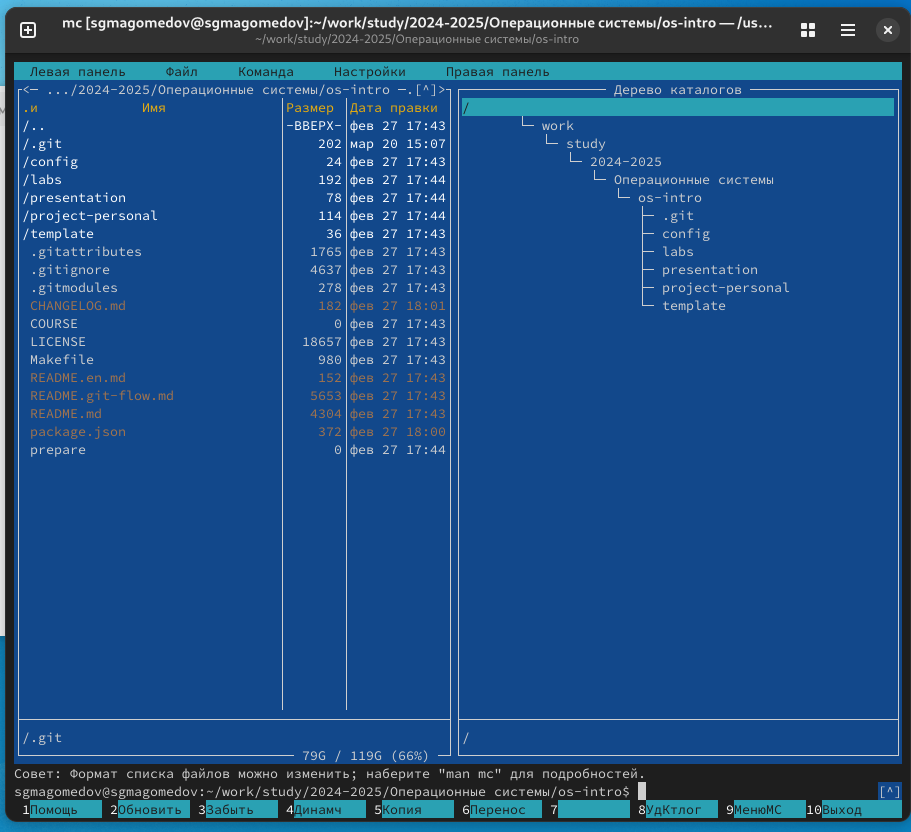 mc [sgmagomedov@sgmagomedov]:~/work/study/2024-2025/Операционные системы/os-intro — /us...
~/work/study/2024-2025/Операционные системы/os-intro
Левая панель Файл Команда Настройки Правая панель
<─ .../2024-2025/Операционные системы/os-intro ─.[^]>
.и Имя Размер Дата правки
/.. -ВВЕРХ- фев 27 17:43
/.git 202 мар 20 15:07
/config 24 фев 27 17:43
/labs 192 фев 27 17:44
/presentation 78 фев 27 17:44
/project-personal 114 фев 27 17:44
/template 36 фев 27 17:43
.gitattributes 1765 фев 27 17:43
.gitignore 4637 фев 27 17:43
.gitmodules 278 фев 27 17:43
CHANGELOG.md 182 фев 27 18:01
COURSE 0 фев 27 17:43
LICENSE 18657 фев 27 17:43
Makefile 980 фев 27 17:43
README.en.md 152 фев 27 17:43
README.git-flow.md 5653 фев 27 17:43
README.md 4304 фев 27 17:43
package.json 372 фев 27 18:00
prepare 0 фев 27 17:44
/.git
79G / 119G (66%)
Дерево каталогов
/
work
study
2024-2025
Операционные системы
os-intro
.git
config
labs
presentation
project-personal
template
/
Совет: Формат списка файлов можно изменить; наберите "man mc" для подробностей.
sgmagomedov@sgmagomedov:~/work/study/2024-2025/Операционные системы/os-intro$ [^]
1Помощь 2Обновить 3Забыть 4Динамч 5Копия 6Перенос 7 8УдКтлог 9МенюMC 10Выход